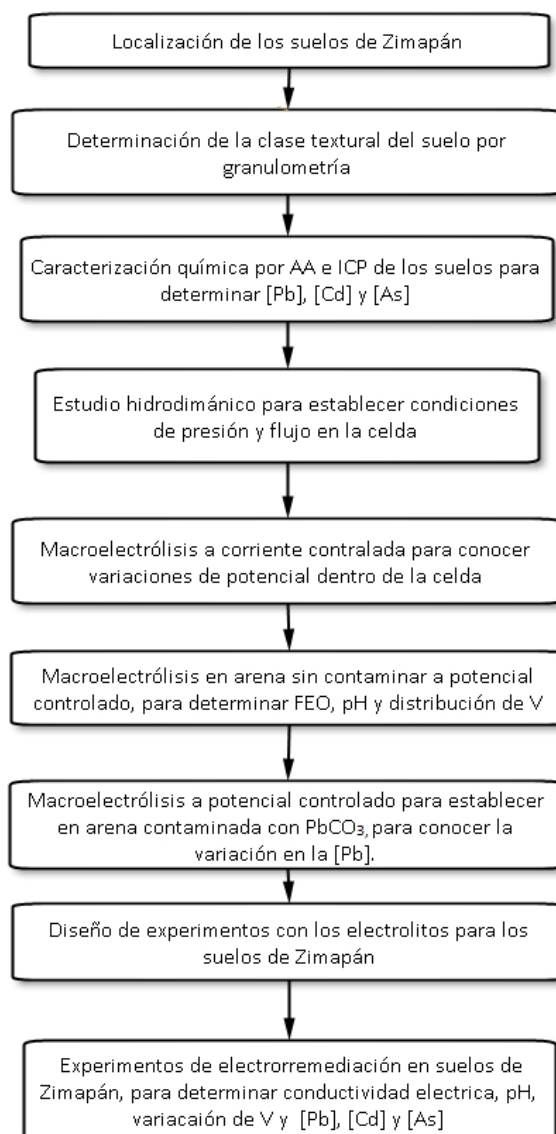 Localización de los suelos de Zimapán
Determinación de la clase textural del suelo por
granulometría
Caracterización química por AA e ICP de los suelos para
determinar [Pb], [Cd] y [As]
Estudio hidrodimánico para establecer condiciones
de presión y flujo en la celda
Macroelectrólisis a corriente contralada para conocer
variaciones de potencial dentro de la celda
Macroelectrólisis en arena sin contaminar a potencial
controlado, para determinar FEO, pH y distribución de V
Macroelectrólisis a potencial controlado para establecer
en arena contaminada con PbCO₃, para conocer la
variación en la [Pb].
Diseño de experimentos con los electrolitos para los
suelos de Zimapán
Experimentos de electrorremediación en suelos de
Zimapán, para determinar conductividad electrica, pH,
variacaión de V y [Pb], [Cd] y [As]